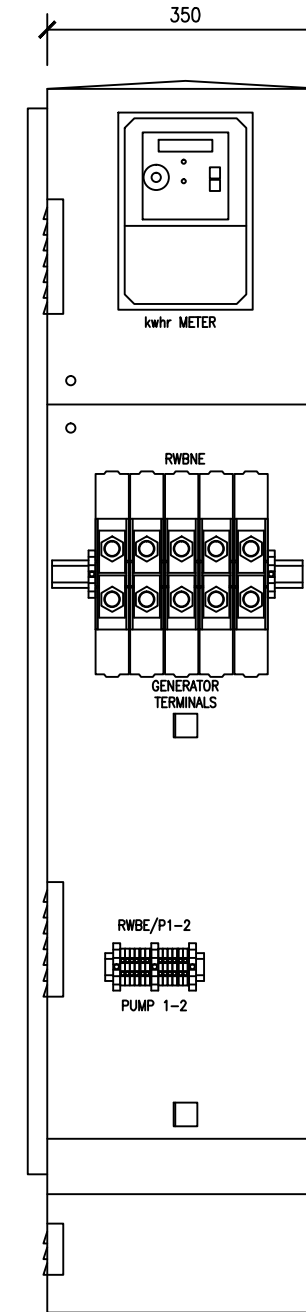 350
kwhr METER
RWBNE
GENERATOR
TERMINALS
RWBE/P1-2
PUMP 1-2